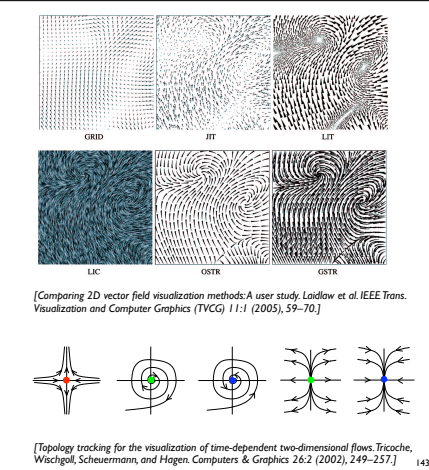 GRID JIT LIT
LIC OSTR GSTR
[Comparing 2D vector field visualization methods: A user study. Laidlaw et al. IEEE Trans.
Visualization and Computer Graphics (TVCG) 11:1 (2005), 59–70.]
[Topology tracking for the visualization of time-dependent two-dimensional flows. Tricoche,
Wischgoll, Scheuermann, and Hagen. Computers & Graphics 26:2 (2002), 249–257.]
143